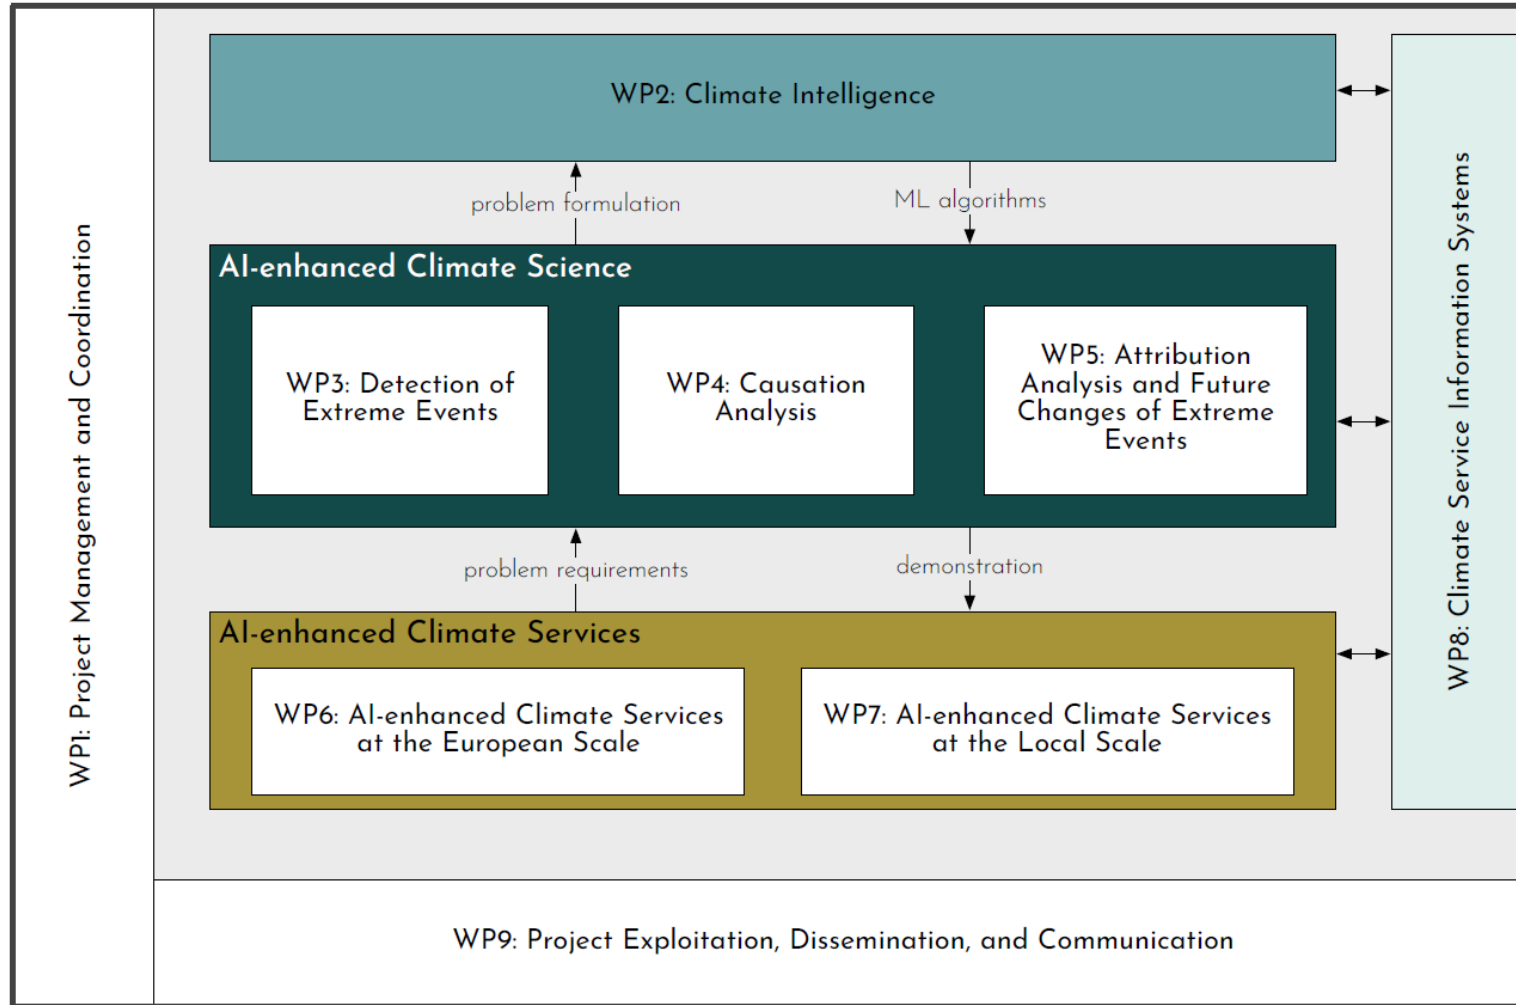 WP1: Project Management and Coordination
WP2: Climate Intelligence
problem formulation
ML algorithms
AI-enhanced Climate Science
WP3: Detection of
Extreme Events
WP4: Causation
Analysis
WP5: Attribution
Analysis and Future
Changes of Extreme
Events
problem requirements
demonstration
AI-enhanced Climate Services
WP6: AI-enhanced Climate Services
at the European Scale
WP7: AI-enhanced Climate Services
at the Local Scale
WP8: Climate Service Information Systems
WP9: Project Exploitation, Dissemination, and Communication